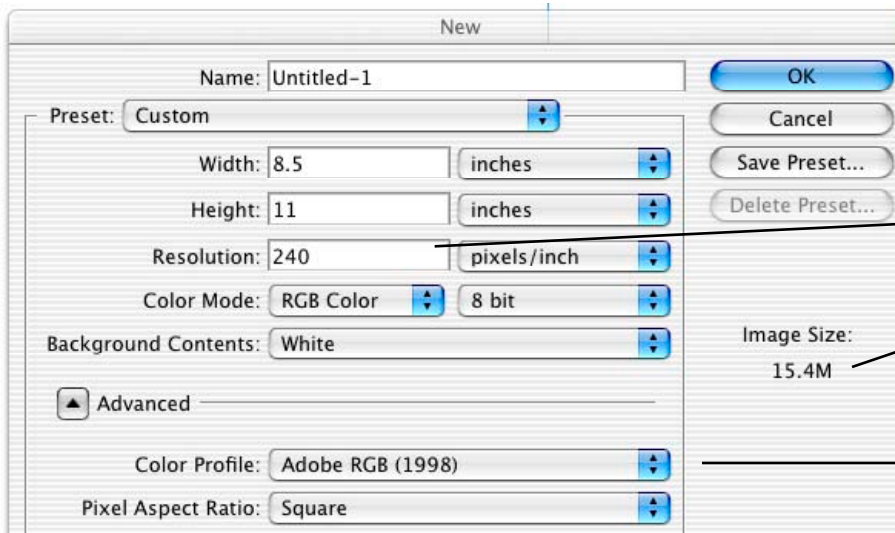 New
Name: Untitled-1
OK
Preset: Custom
Cancel
Width: 8.5 inches
Save Preset...
Height: 11 inches
Delete Preset...
Resolution: 240 pixels/inch
Color Mode: RGB Color 8 bit
Background Contents: White
Image Size:
15.4M
Advanced
Color Profile: Adobe RGB (1998)
Pixel Aspect Ratio: Square